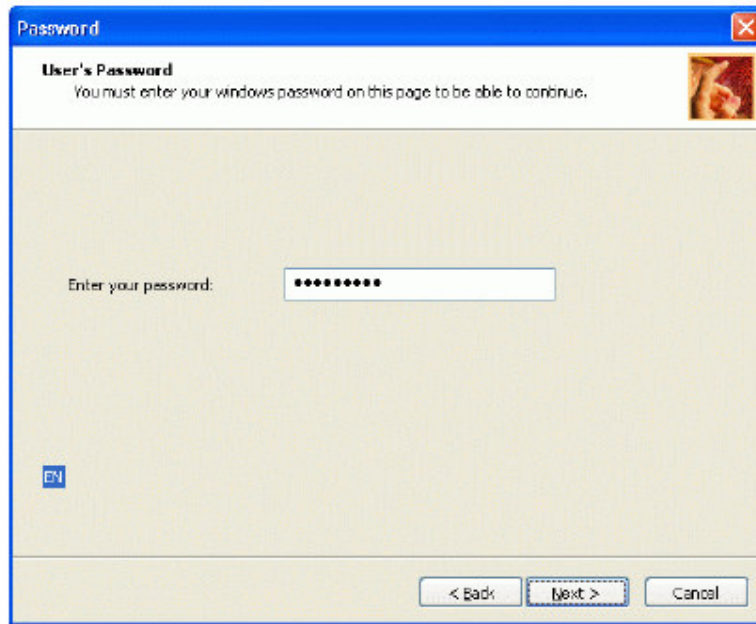 Password
User's Password
You must enter your windows password on this page to be able to continue.
Enter your password: •••••••••
EN
< Back Next > Cancel